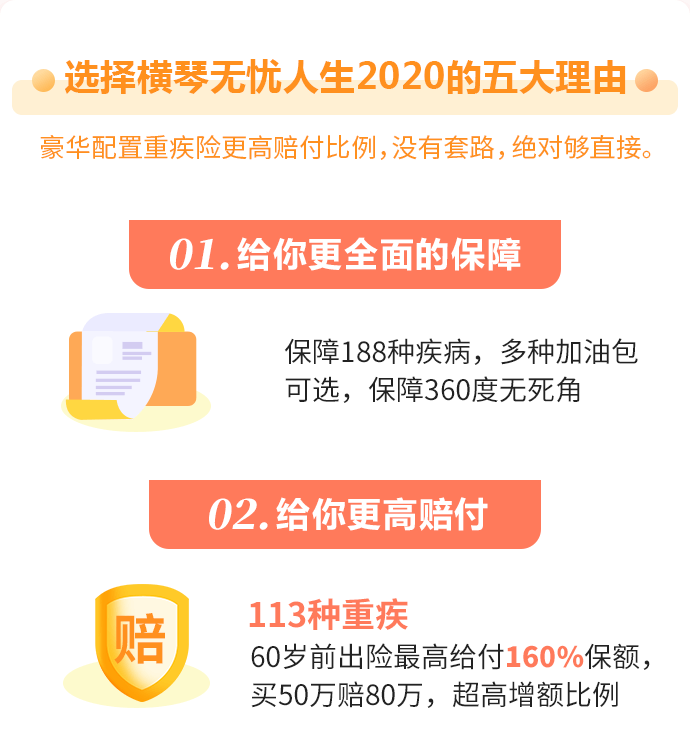 选择横琴无忧人生2020的五大理由
豪华配置重疾险更高赔付比例，没有套路，绝对够直接。
01.给你更全面的保障
保障188种疾病，多种加油包
可选，保障360度无死角
02.给你更高赔付
赔
113种重疾
60岁前出险最高给付160%保额，
买50万赔80万，超高增额比例